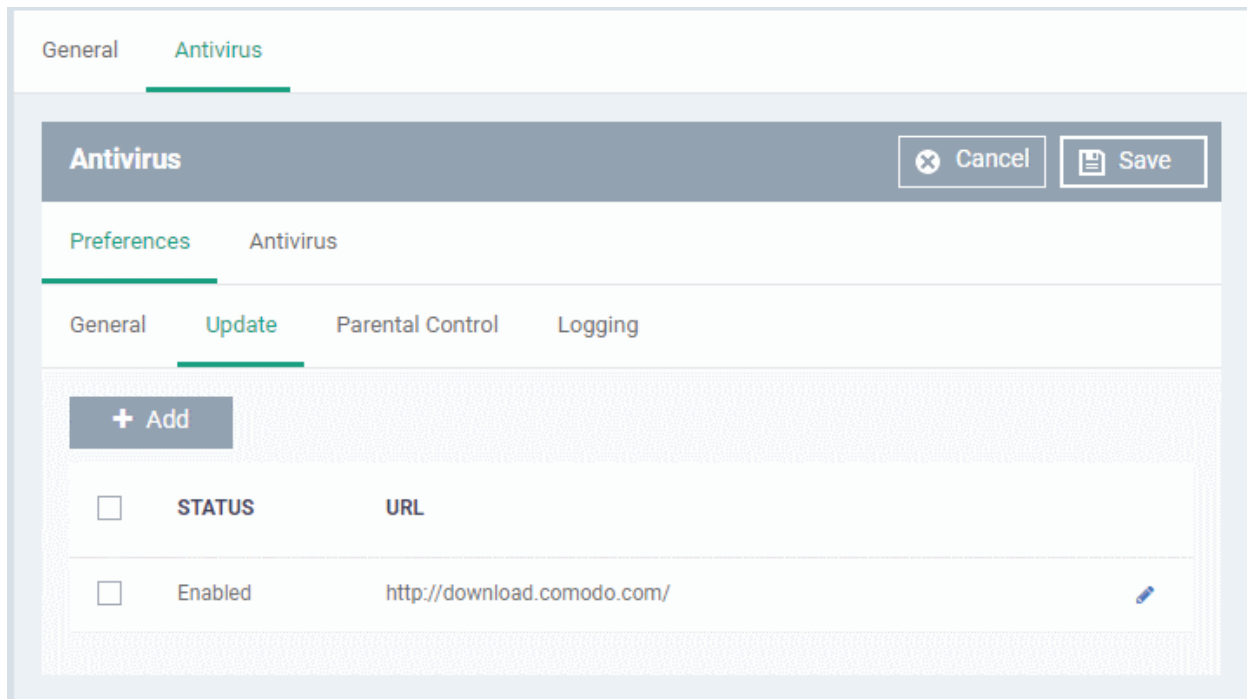 General Antivirus
Antivirus Cancel Save
Preferences Antivirus
General Update Parental Control Logging
+ Add
STATUS URL
Enabled http://download.comodo.com/